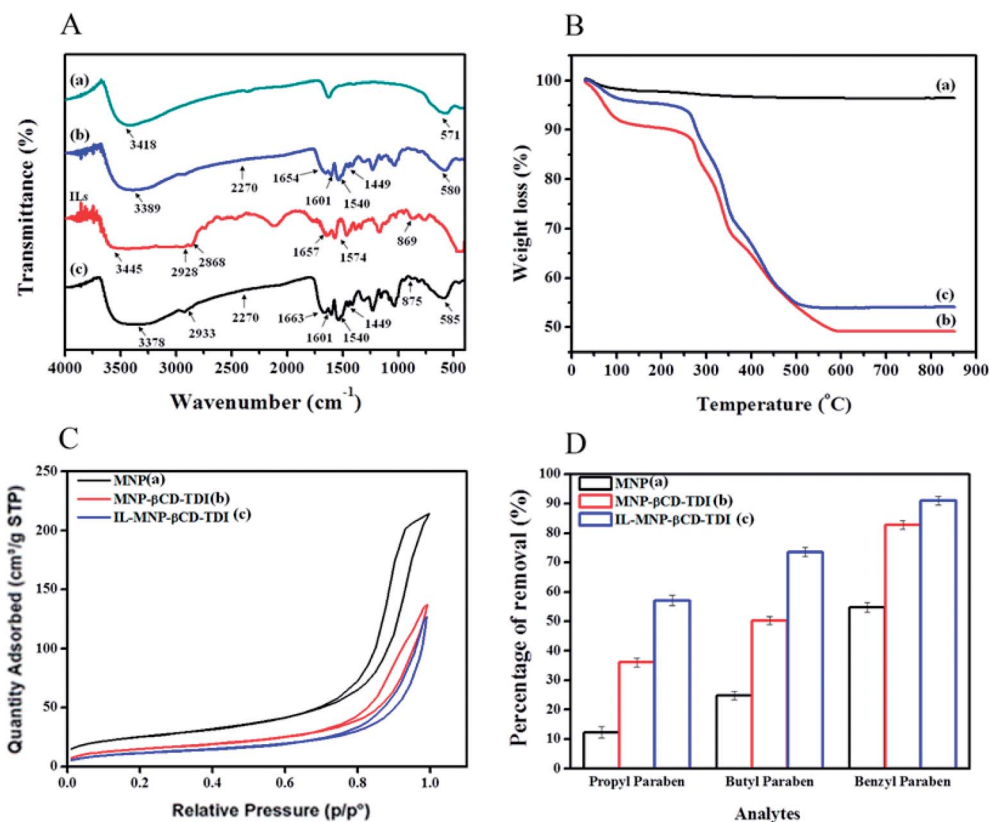 A
Transmittance (%)
(a)
3418
571
(b)
3389
2270
1654
1601
1540
1449
580
ILs
3445
2928
2868
1657
1574
869
(c)
3378
2933
2270
1663
1601
1540
1449
875
585
4000 3500 3000 2500 2000 1500 1000 500
Wavenumber (cm⁻¹)
B
Weight loss (%)
100
90
80
70
60
50
(a)
(c)
(b)
0 100 200 300 400 500 600 700 800 900
Temperature (°C)
C
Quantity Adsorbed (cm³/g STP)
250
200
150
100
50
0
MNP(a)
MNP-βCD-TDI(b)
IL-MNP-βCD-TDI (c)
0.0 0.2 0.4 0.6 0.8 1.0
Relative Pressure (p/p°)
D
Percentage of removal (%)
100
90
80
70
60
50
40
30
20
10
0
MNP(a)
MNP-βCD-TDI(b)
IL-MNP-βCD-TDI (c)
Propyl Paraben Butyl Paraben Benzyl Paraben
Analytes